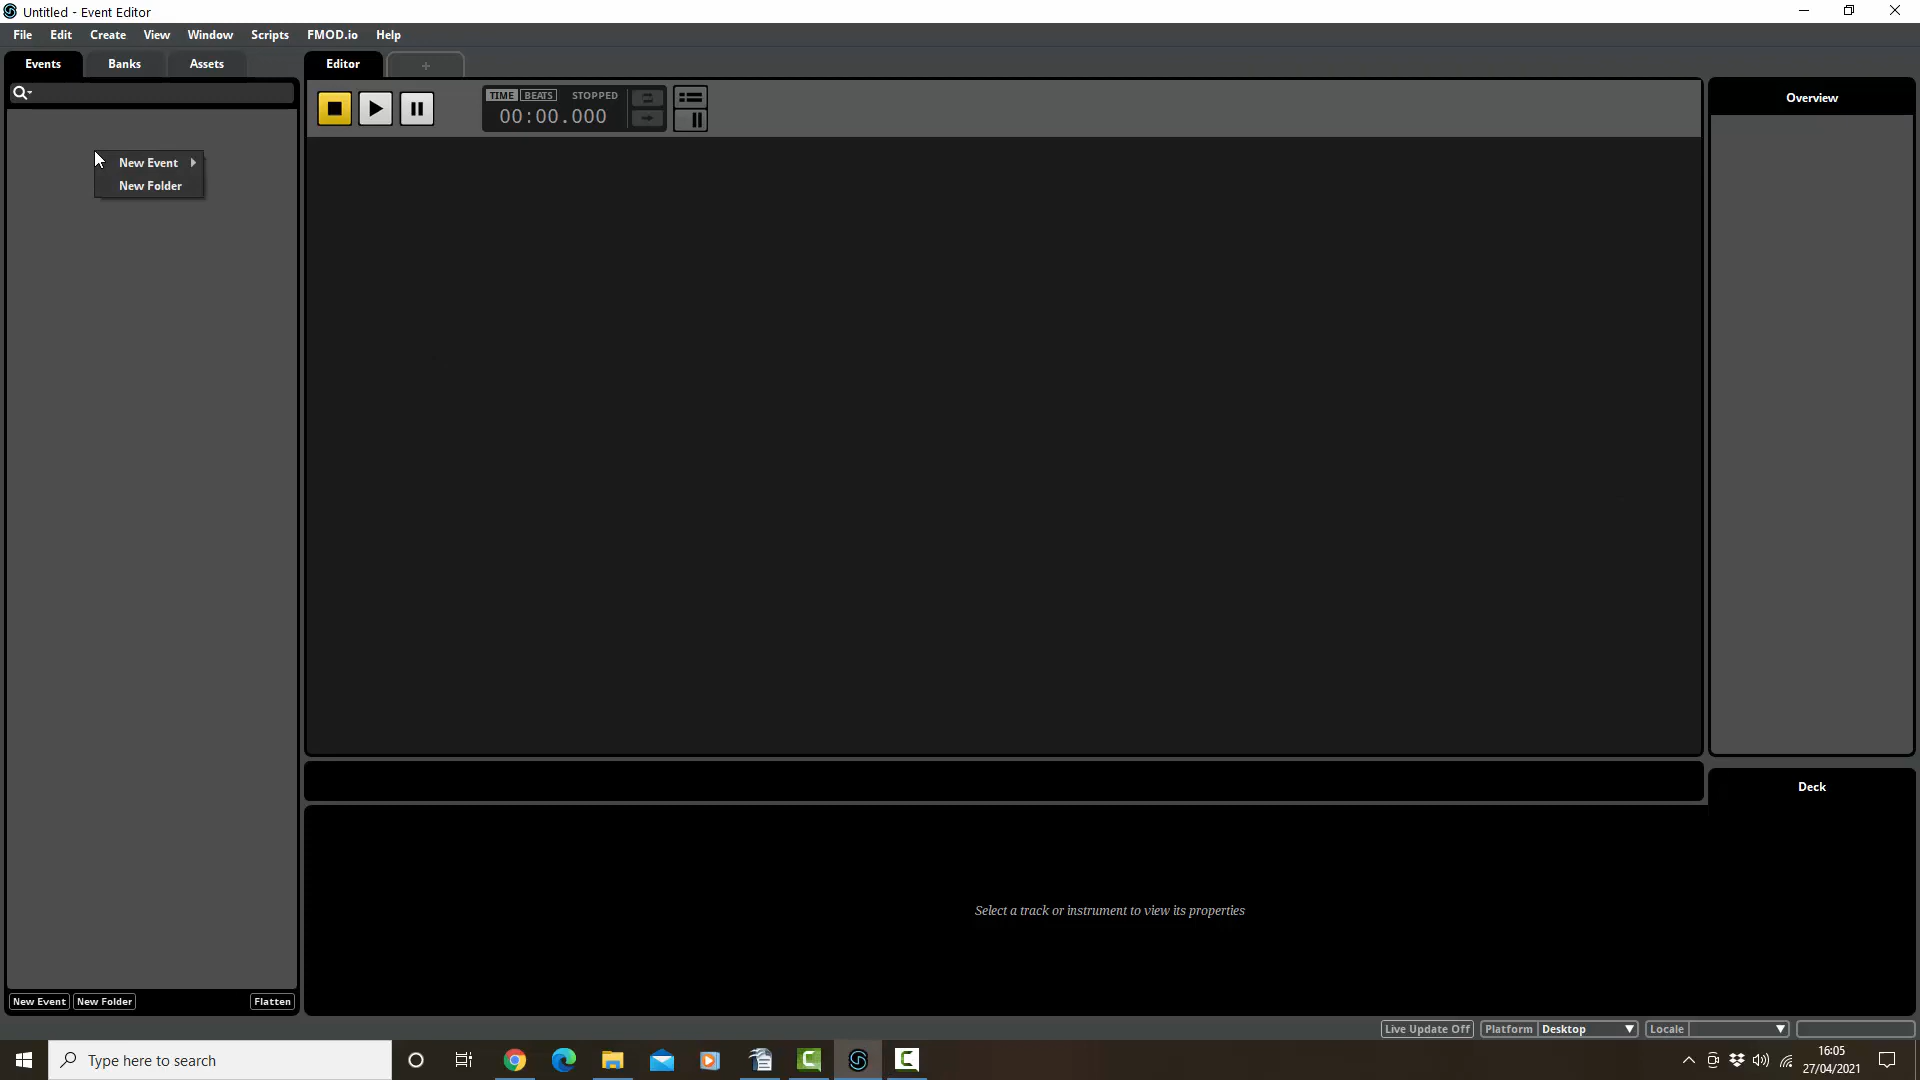 Untitled - Event Editor
File Edit Create View Window Scripts FMOD.io Help
Events Banks Assets Editor +
TIME BEATS STOPPED
00:00.000
Overview
New Event
New Folder
Deck
Select a track or instrument to view its properties
New Event New Folder Flatten
Live Update Off Platform Desktop Locale
Type here to search
16:05
27/04/2021